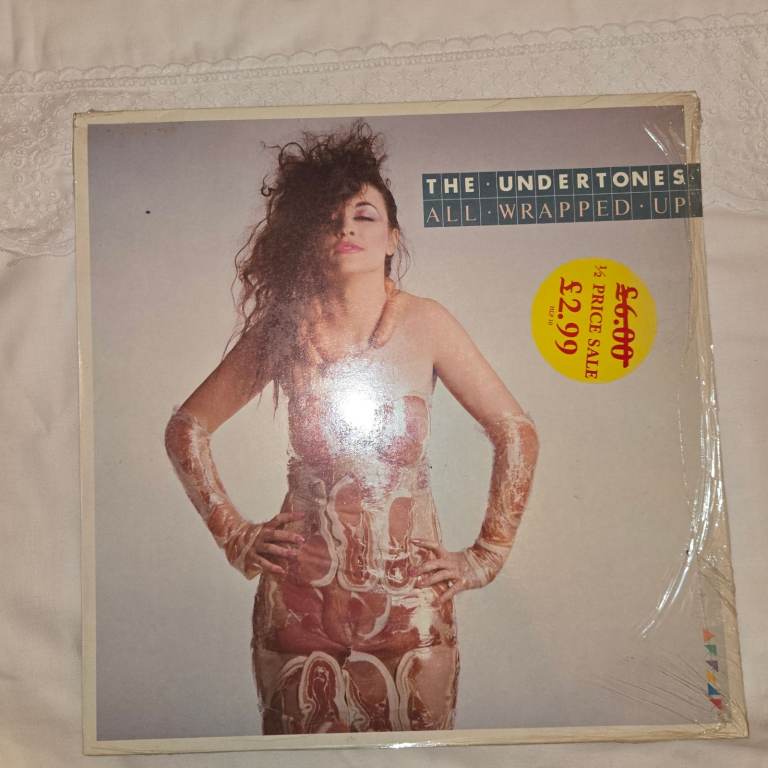 THE·UNDERTONES
ALL·WRAPPED·UP
£6.00
½ PRICE SALE
£2.99